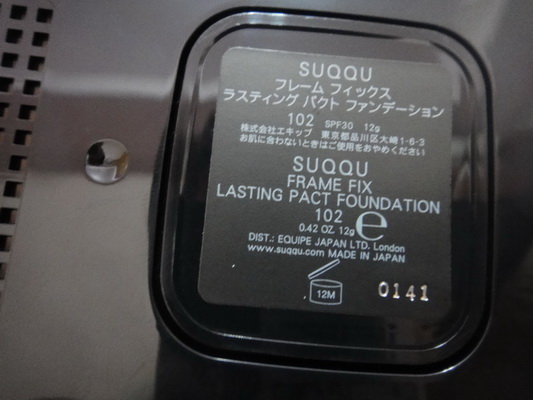 SUQQU
フレーム フィックス
ラスティング パクト ファンデーション
102 SPF30 12g
株式会社エキップ 東京都品川区大崎1-6-3
お肌に合わないときはご使用をおやめください
SUQQU
FRAME FIX
LASTING PACT FOUNDATION
102
0.42 OZ. 12g ℮
DIST.: EQUIPE JAPAN LTD. London
www.suqqu.com MADE IN JAPAN
12M
0141